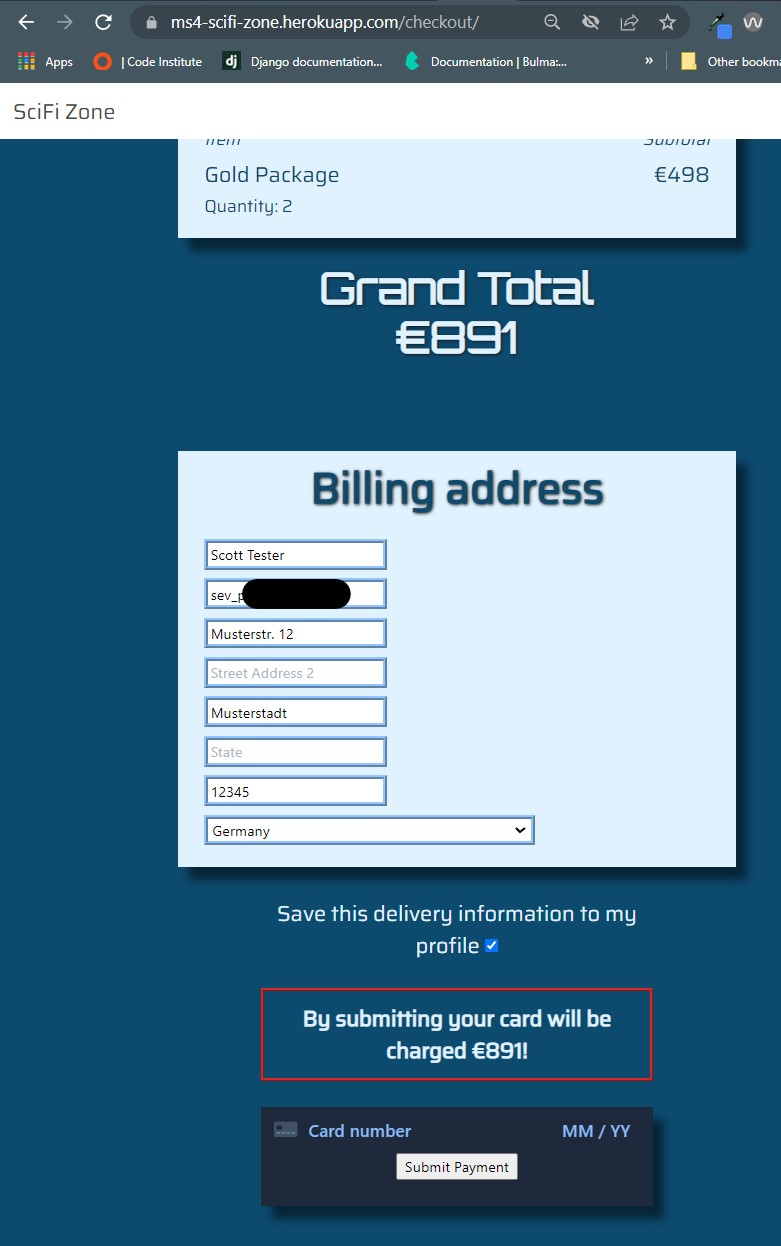 ms4-scifi-zone.herokuapp.com/checkout/
Apps | Code Institute dj Django documentation... Documentation | Bulma:... » Other bookma
SciFi Zone
Item Subtotal
Gold Package €498
Quantity: 2
Grand Total
€891
Billing address
Scott Tester
sev_p
Musterstr. 12
Street Address 2
Musterstadt
State
12345
Germany
Save this delivery information to my
profile
By submitting your card will be
charged €891!
Card number MM / YY
Submit Payment